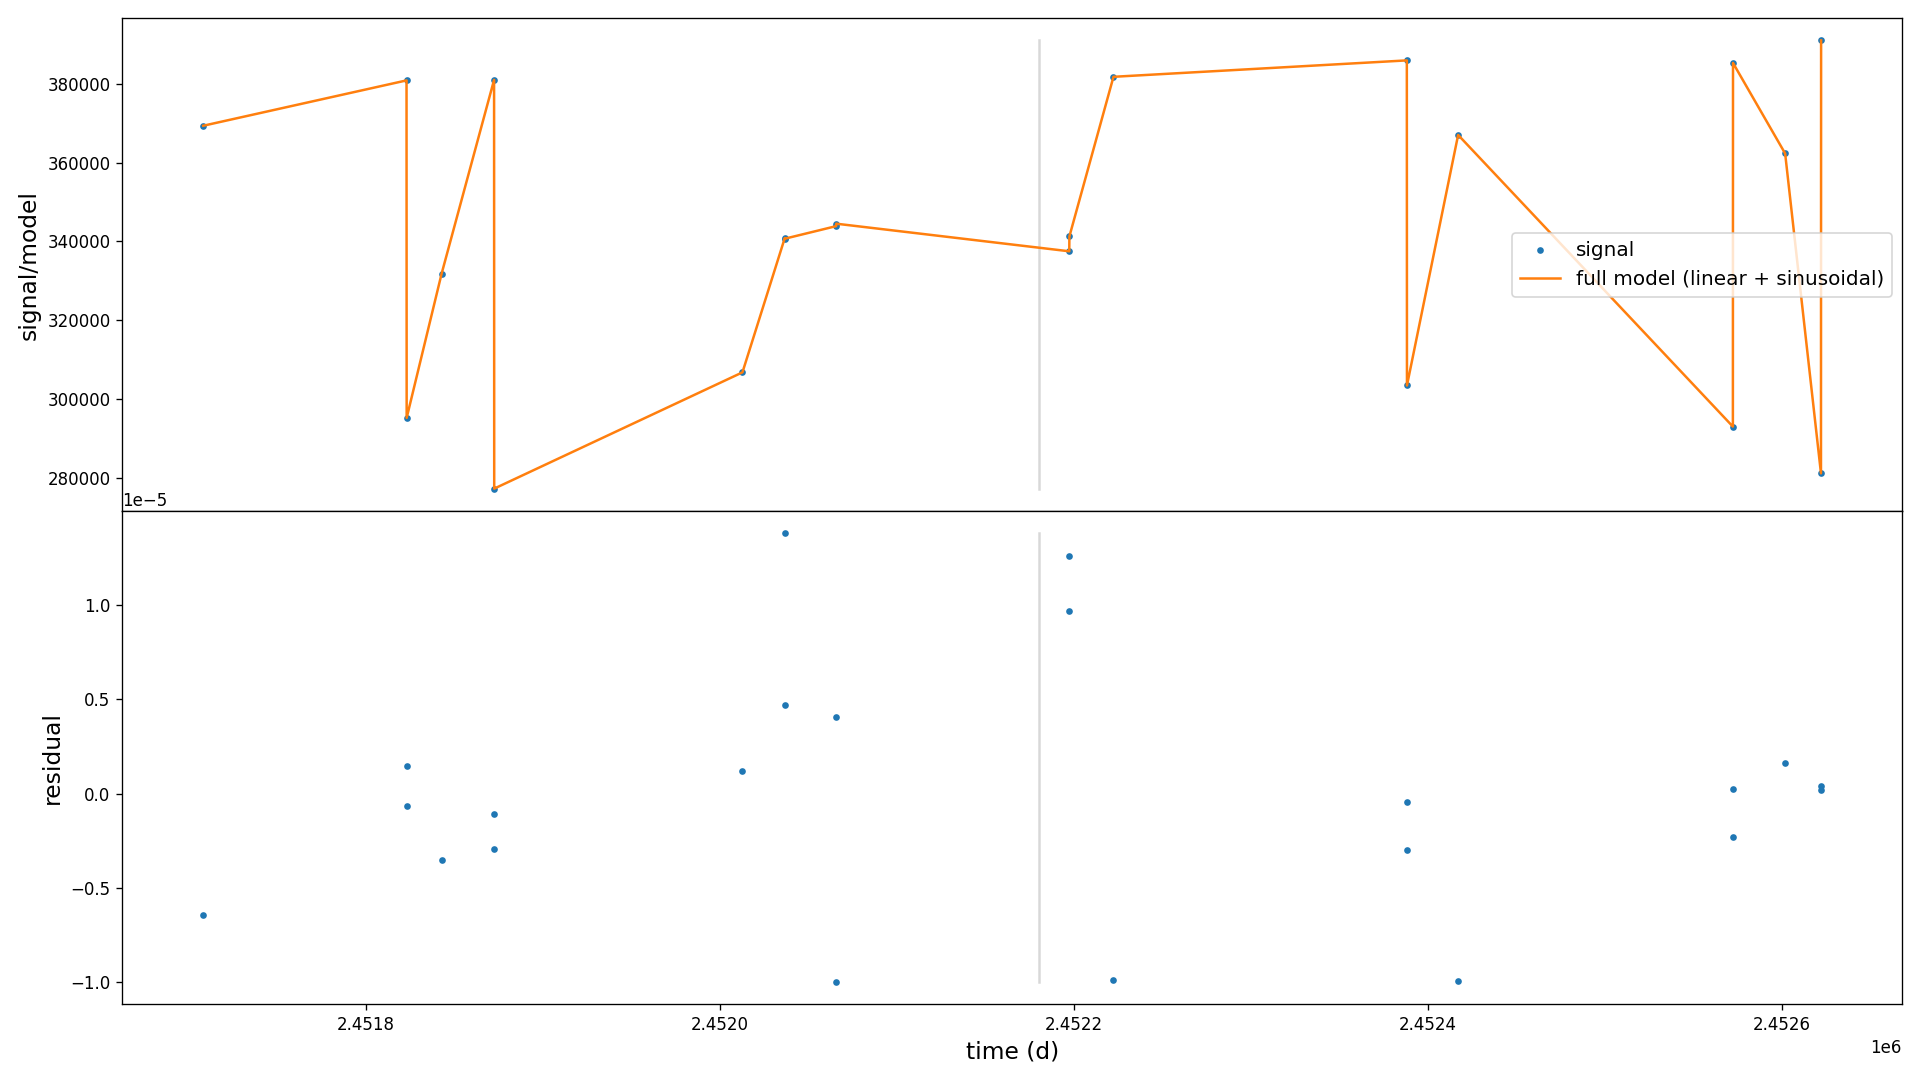 380000
360000
340000
320000
300000
280000
signal/model
signal
full model (linear + sinusoidal)
1e−5
1.0
0.5
0.0
−0.5
−1.0
residual
2.4518
2.4520
2.4522
2.4524
2.4526
1e6
time (d)